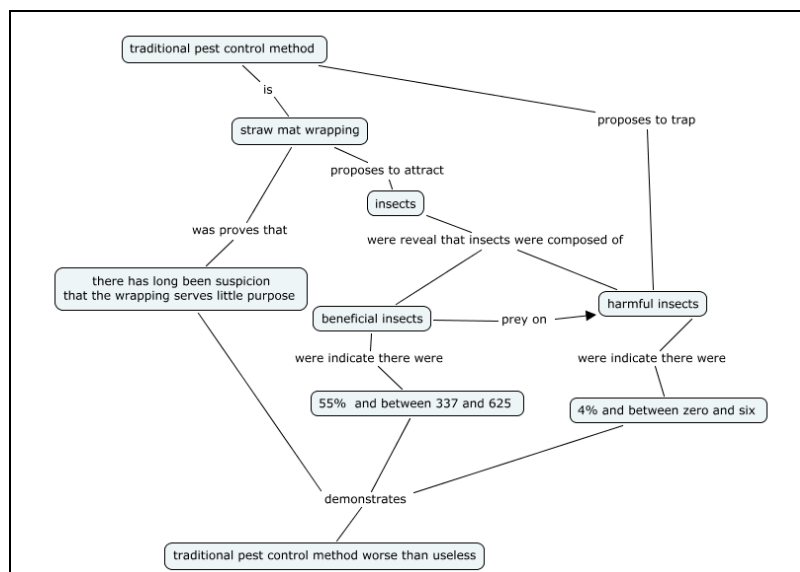 traditional pest control method
is
proposes to trap
straw mat wrapping
proposes to attract
insects
was proves that
were reveal that insects were composed of
there has long been suspicion
that the wrapping serves little purpose
beneficial insects
prey on
harmful insects
were indicate there were
were indicate there were
55% and between 337 and 625
4% and between zero and six
demonstrates
traditional pest control method worse than useless